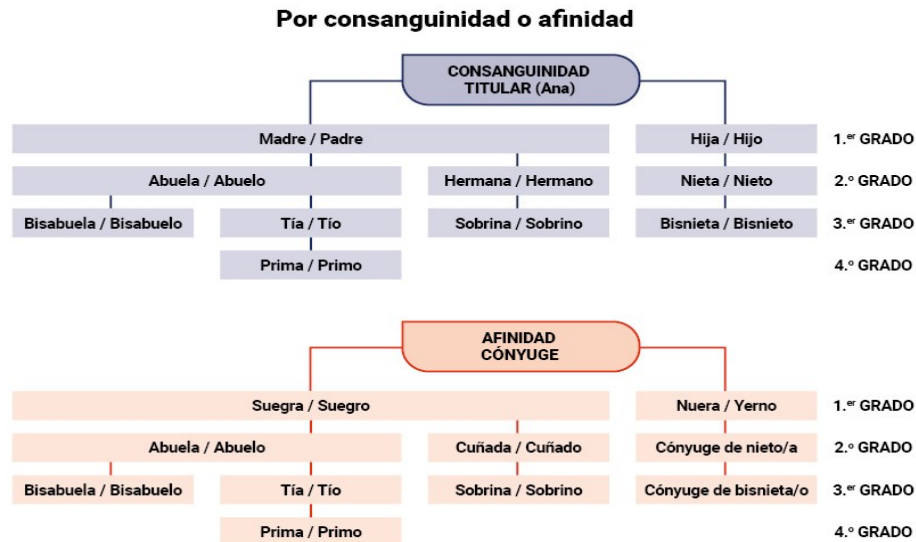 Por consanguinidad o afinidad
CONSANGUINIDAD
TITULAR (Ana)
Madre / Padre
Hija / Hijo
1.er GRADO
Abuela / Abuelo
Hermana / Hermano
Nieta / Nieto
2.º GRADO
Bisabuela / Bisabuelo
Tía / Tío
Sobrina / Sobrino
Bisnieta / Bisnieto
3.er GRADO
Prima / Primo
4.º GRADO
AFINIDAD
CÓNYUGE
Suegra / Suegro
Nuera / Yerno
1.er GRADO
Abuela / Abuelo
Cuñada / Cuñado
Cónyuge de nieto/a
2.º GRADO
Bisabuela / Bisabuelo
Tía / Tío
Sobrina / Sobrino
Cónyuge de bisnieta/o
3.er GRADO
Prima / Primo
4.º GRADO